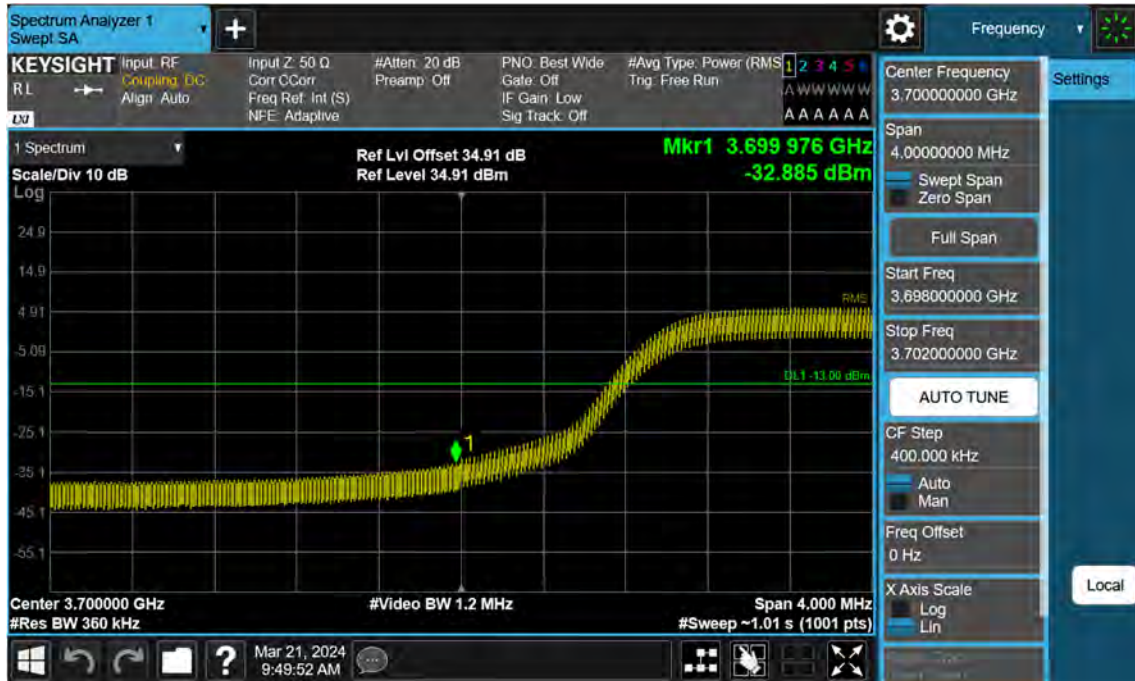 Spectrum Analyzer 1
Swept SA
+
Frequency
KEYSIGHT
RL
LXI
Input: RF
Coupling: DC
Align: Auto
Input Z: 50 Ω
Corr CCorr
Freq Ref: Int (S)
NFE: Adaptive
#Atten: 20 dB
Preamp: Off
PNO: Best Wide
Gate: Off
IF Gain: Low
Sig Track: Off
#Avg Type: Power (RMS
Trig: Free Run
1 2 3 4 5 6
A W W W W W
A A A A A A
1 Spectrum
Scale/Div 10 dB
Ref Lvl Offset 34.91 dB
Ref Level 34.91 dBm
Mkr1 3.699 976 GHz
-32.885 dBm
Log
24.9
14.9
4.91
-5.09
-15.1
-25.1
-35.1
-45.1
-55.1
RMS
DL1 -13.00 dBm
1
Center 3.700000 GHz
#Video BW 1.2 MHz
Span 4.000 MHz
#Res BW 360 kHz
#Sweep ~1.01 s (1001 pts)
?
Mar 21, 2024
9:49:52 AM
Center Frequency
3.700000000 GHz
Settings
Span
4.00000000 MHz
Swept Span
Zero Span
Full Span
Start Freq
3.698000000 GHz
Stop Freq
3.702000000 GHz
AUTO TUNE
CF Step
400.000 kHz
Auto
Man
Freq Offset
0 Hz
X Axis Scale
Log
Lin
Local